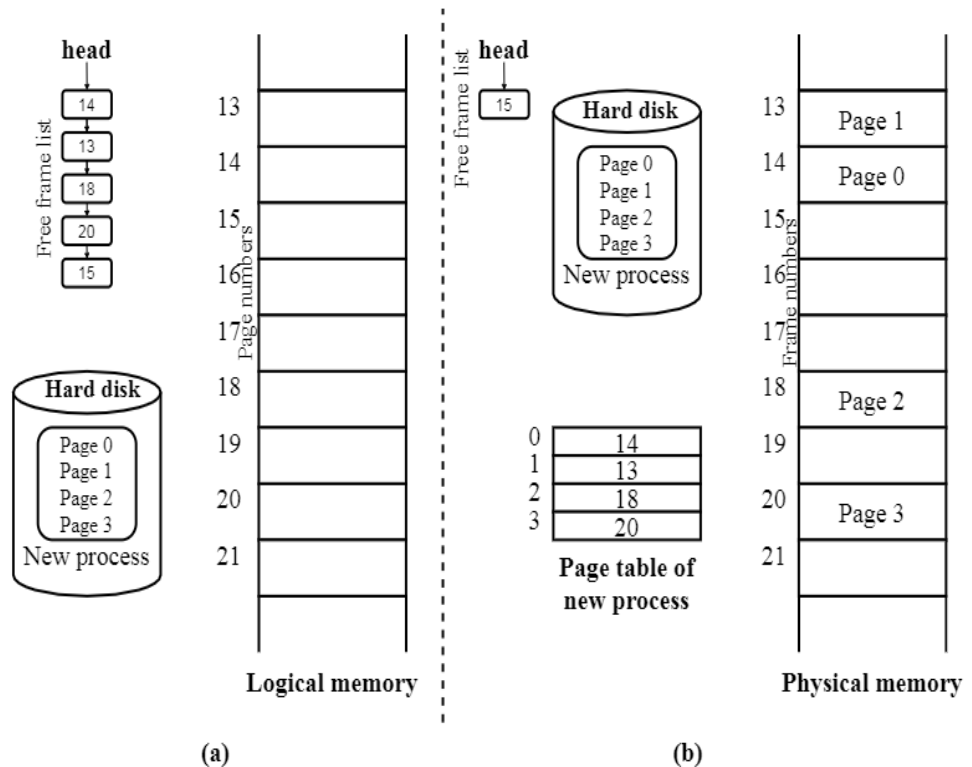 head
14
13
18
20
15
Free frame list
Hard disk
Page 0
Page 1
Page 2
Page 3
New process
13
14
15
16
17
18
19
20
21
Page numbers
Logical memory
(a)
head
15
Free frame list
Hard disk
Page 0
Page 1
Page 2
Page 3
New process
0 14
1 13
2 18
3 20
Page table of
new process
13 Page 1
14 Page 0
15
16
17
18 Page 2
19
20 Page 3
21
Frame numbers
Physical memory
(b)